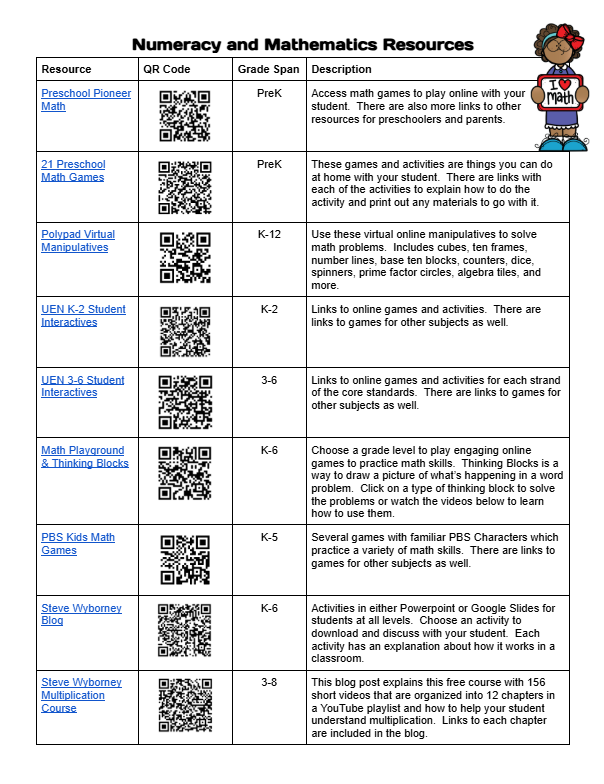 Numeracy and Mathematics Resources
I ♥
Math
Resource QR Code Grade Span Description
Preschool Pioneer
Math
PreK
Access math games to play online with your
student. There are also more links to other
resources for preschoolers and parents.
21 Preschool
Math Games
PreK
These games and activities are things you can do
at home with your student. There are links with
each of the activities to explain how to do the
activity and print out any materials to go with it.
Polypad Virtual
Manipulatives
K-12
Use these virtual online manipulatives to solve
math problems. Includes cubes, ten frames,
number lines, base ten blocks, counters, dice,
spinners, prime factor circles, algebra tiles, and
more.
UEN K-2 Student
Interactives
K-2
Links to online games and activities. There are
links to games for other subjects as well.
UEN 3-6 Student
Interactives
3-6
Links to online games and activities for each strand
of the core standards. There are links to games for
other subjects as well.
Math Playground
& Thinking Blocks
K-6
Choose a grade level to play engaging online
games to practice math skills. Thinking Blocks is a
way to draw a picture of what's happening in a word
problem. Click on a type of thinking block to solve
the problems or watch the videos below to learn
how to use them.
PBS Kids Math
Games
K-5
Several games with familiar PBS Characters which
practice a variety of math skills. There are links to
games for other subjects as well.
Steve Wyborney
Blog
K-6
Activities in either Powerpoint or Google Slides for
students at all levels. Choose an activity to
download and discuss with your student. Each
activity has an explanation about how it works in a
classroom.
Steve Wyborney
Multiplication
Course
3-8
This blog post explains this free course with 156
short videos that are organized into 12 chapters in
a YouTube playlist and how to help your student
understand multiplication. Links to each chapter
are included in the blog.